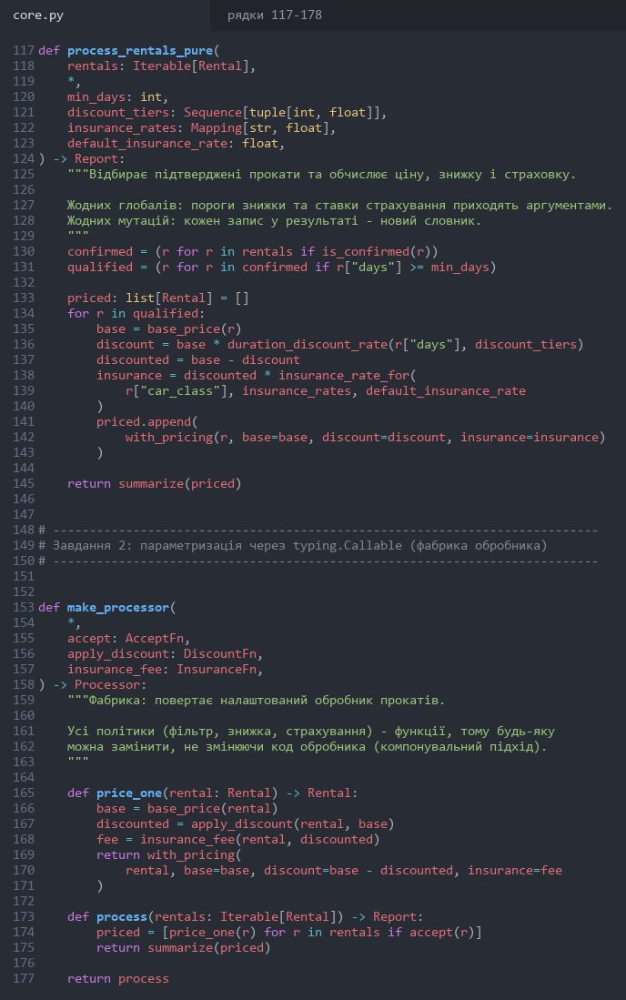 core.py
рядки 117-178
117 def process_rentals_pure(
118     rentals: Iterable[Rental],
119     *,
120     min_days: int,
121     discount_tiers: Sequence[tuple[int, float]],
122     insurance_rates: Mapping[str, float],
123     default_insurance_rate: float,
124 ) -> Report:
125     """Відбирає підтверджені прокати та обчислює ціну, знижку і страховку.
126
127     Жодних глобалів: пороги знижки та ставки страхування приходять аргументами.
128     Жодних мутацій: кожен запис у результаті - новий словник.
129     """
130     confirmed = (r for r in rentals if is_confirmed(r))
131     qualified = (r for r in confirmed if r["days"] >= min_days)
132
133     priced: list[Rental] = []
134     for r in qualified:
135         base = base_price(r)
136         discount = base * duration_discount_rate(r["days"], discount_tiers)
137         discounted = base - discount
138         insurance = discounted * insurance_rate_for(
139             r["car_class"], insurance_rates, default_insurance_rate
140         )
141         priced.append(
142             with_pricing(r, base=base, discount=discount, insurance=insurance)
143         )
144
145     return summarize(priced)
146
147
148 # ---------------------------------------------------------------------------
149 # Завдання 2: параметризація через typing.Callable (фабрика обробника)
150 # ---------------------------------------------------------------------------
151
152
153 def make_processor(
154     *,
155     accept: AcceptFn,
156     apply_discount: DiscountFn,
157     insurance_fee: InsuranceFn,
158 ) -> Processor:
159     """Фабрика: повертає налаштований обробник прокатів.
160
161     Усі політики (фільтр, знижка, страхування) - функції, тому будь-яку
162     можна замінити, не змінюючи код обробника (компонувальний підхід).
163     """
164
165     def price_one(rental: Rental) -> Rental:
166         base = base_price(rental)
167         discounted = apply_discount(rental, base)
168         fee = insurance_fee(rental, discounted)
169         return with_pricing(
170             rental, base=base, discount=base - discounted, insurance=fee
171         )
172
173     def process(rentals: Iterable[Rental]) -> Report:
174         priced = [price_one(r) for r in rentals if accept(r)]
175         return summarize(priced)
176
177     return process